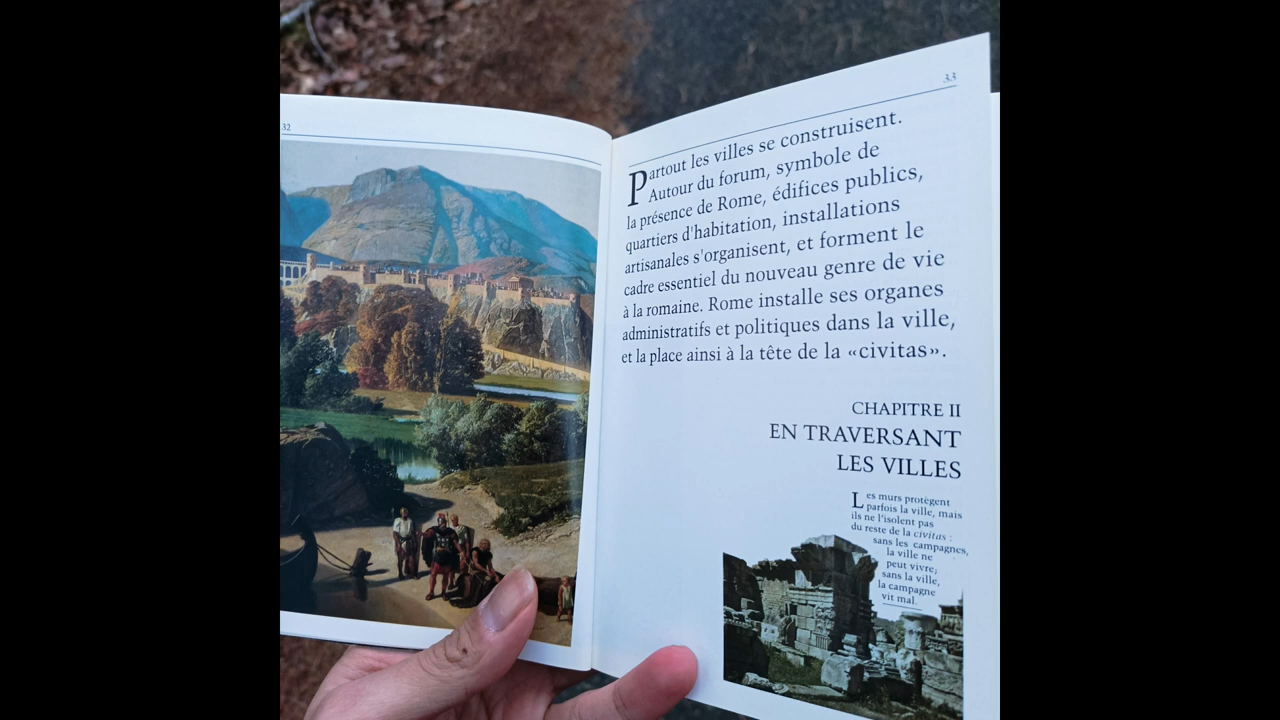 32
33
Partout les villes se construisent.
Autour du forum, symbole de
la présence de Rome, édifices publics,
quartiers d'habitation, installations
artisanales s'organisent, et forment le
cadre essentiel du nouveau genre de vie
à la romaine. Rome installe ses organes
administratifs et politiques dans la ville,
et la place ainsi à la tête de la «civitas».
CHAPITRE II
EN TRAVERSANT
LES VILLES
Les murs protègent
parfois la ville, mais
ils ne l'isolent pas
du reste de la civitas :
sans les campagnes,
la ville ne
peut vivre;
sans la ville,
la campagne
vit mal.